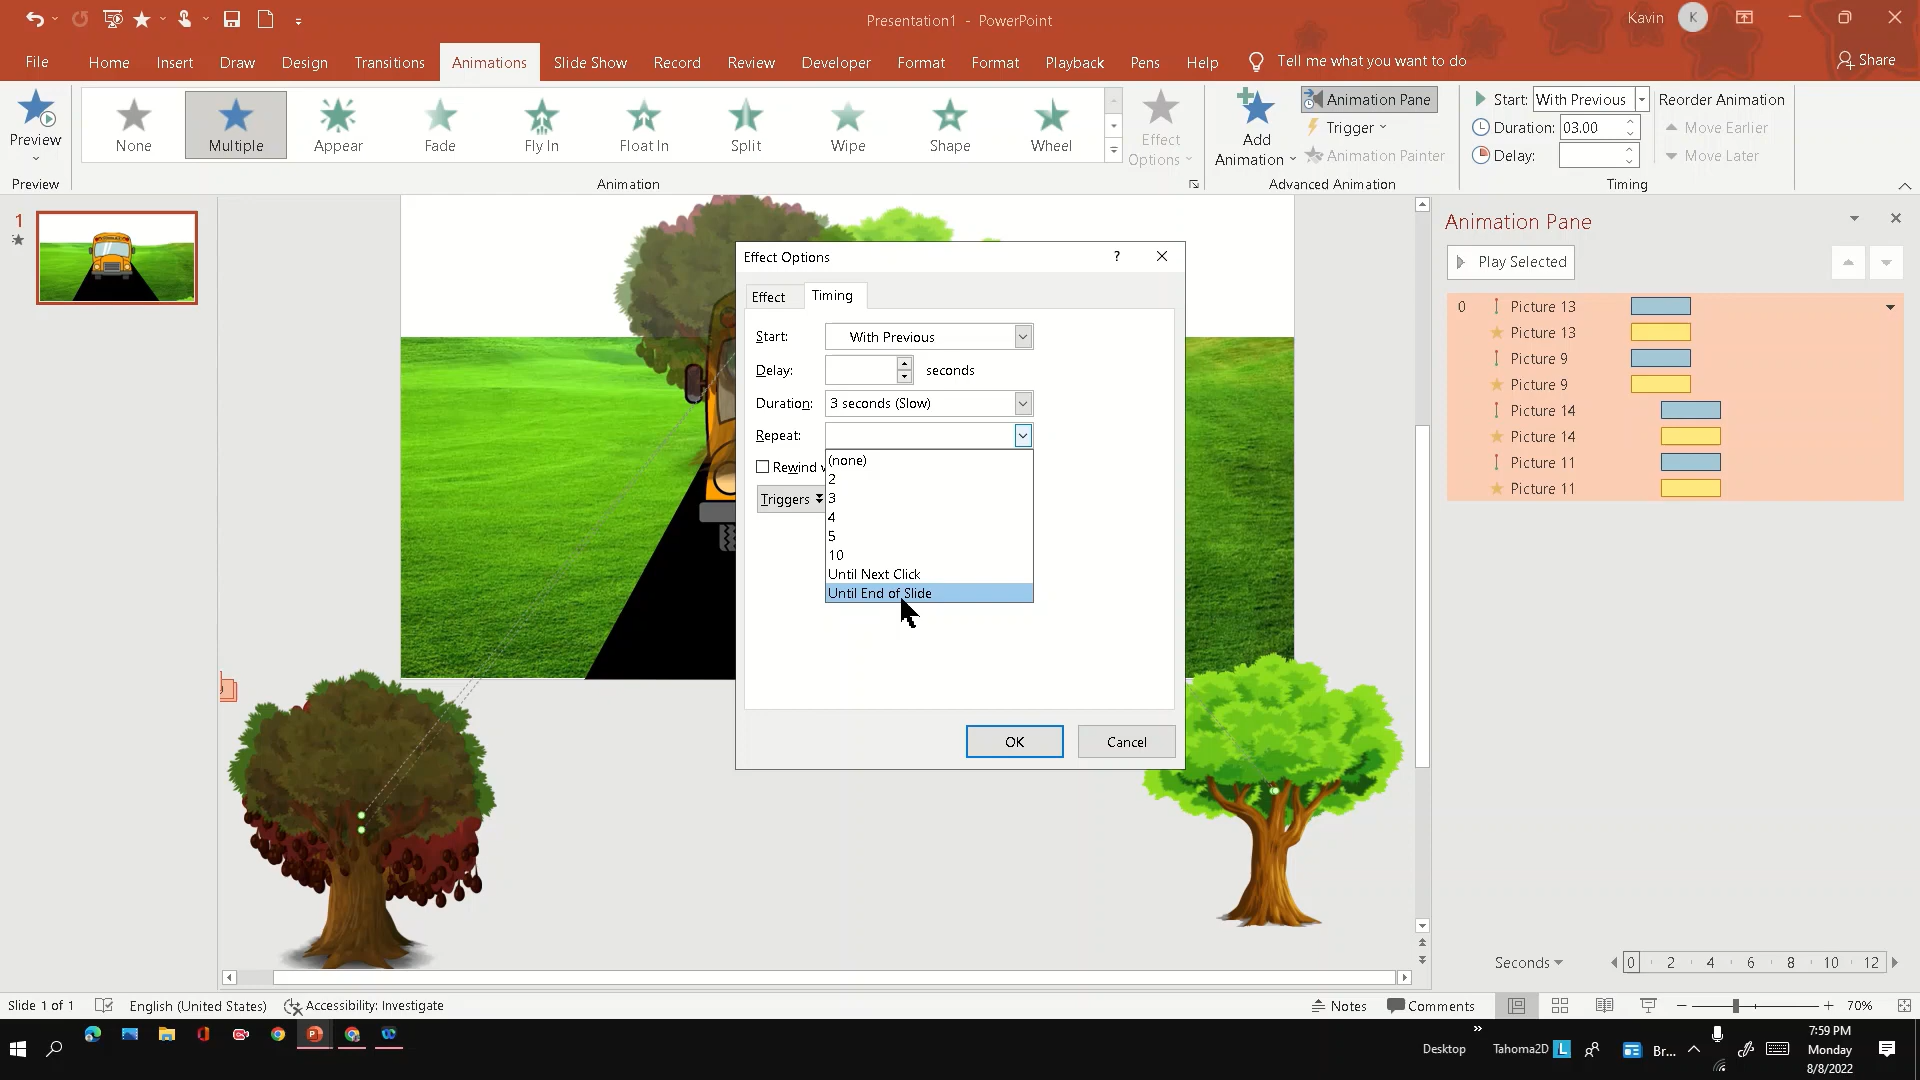 Presentation1 - PowerPoint
Kavin
K
File
Home
Insert
Draw
Design
Transitions
Animations
Slide Show
Record
Review
Developer
Format
Format
Playback
Pens
Help
Tell me what you want to do
Share
Preview
None
Multiple
Appear
Fade
Fly In
Float In
Split
Wipe
Shape
Wheel
Effect
Options
Add
Animation
Animation Pane
Trigger
Animation Painter
Start: With Previous
Duration: 03.00
Delay:
Reorder Animation
Move Earlier
Move Later
Preview
Animation
Advanced Animation
Timing
1
Effect Options
?
Effect
Timing
Start: With Previous
Delay: seconds
Duration: 3 seconds (Slow)
Repeat:
Rewind
Triggers
(none)
2
3
4
5
10
Until Next Click
Until End of Slide
OK
Cancel
Animation Pane
Play Selected
0 Picture 13
Picture 13
Picture 9
Picture 9
Picture 14
Picture 14
Picture 11
Picture 11
Seconds
0 2 4 6 8 10 12
Slide 1 of 1
English (United States)
Accessibility: Investigate
Notes
Comments
70%
Desktop
Tahoma2D
L
Br...
7:59 PM
Monday
8/8/2022